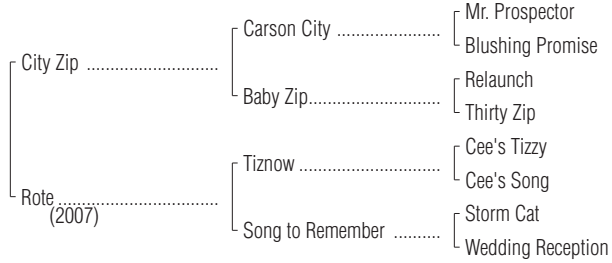 Mr. Prospector
Carson City ....................
Blushing Promise
City Zip .........................
Relaunch
Baby Zip.........................
Thirty Zip
Cee's Tizzy
Tiznow ...........................
Cee's Song
Rote ...............................
(2007)
Storm Cat
Song to Remember ..........
Wedding Reception